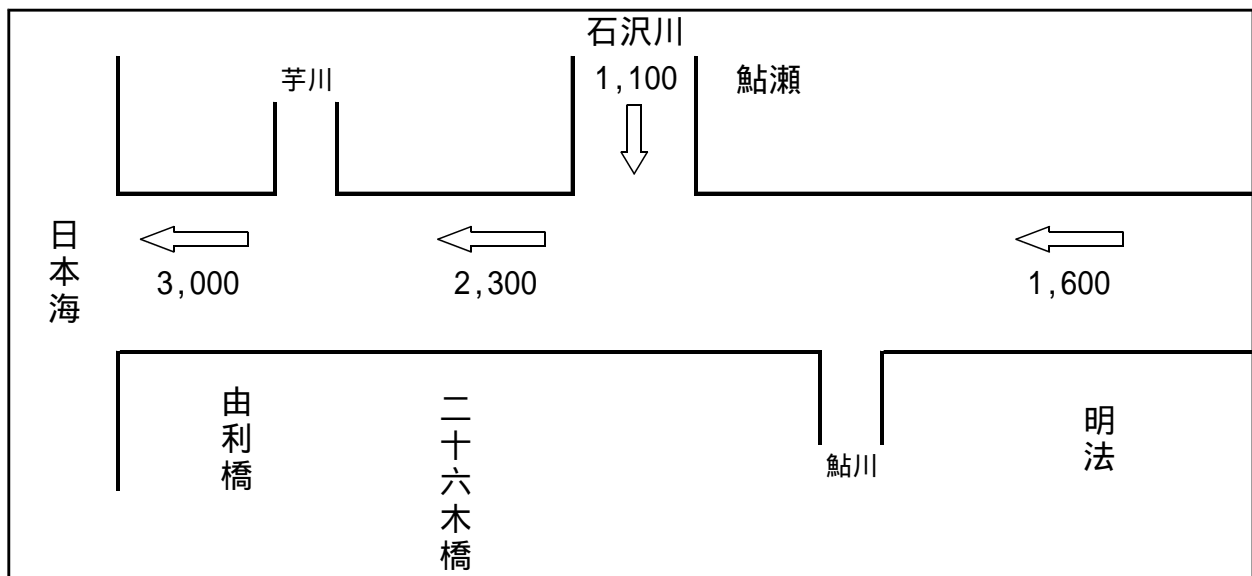 石沢川
芋川
1,100
鮎瀬
日本海
3,000
2,300
1,600
由利橋
二十六木橋
鮎川
明法